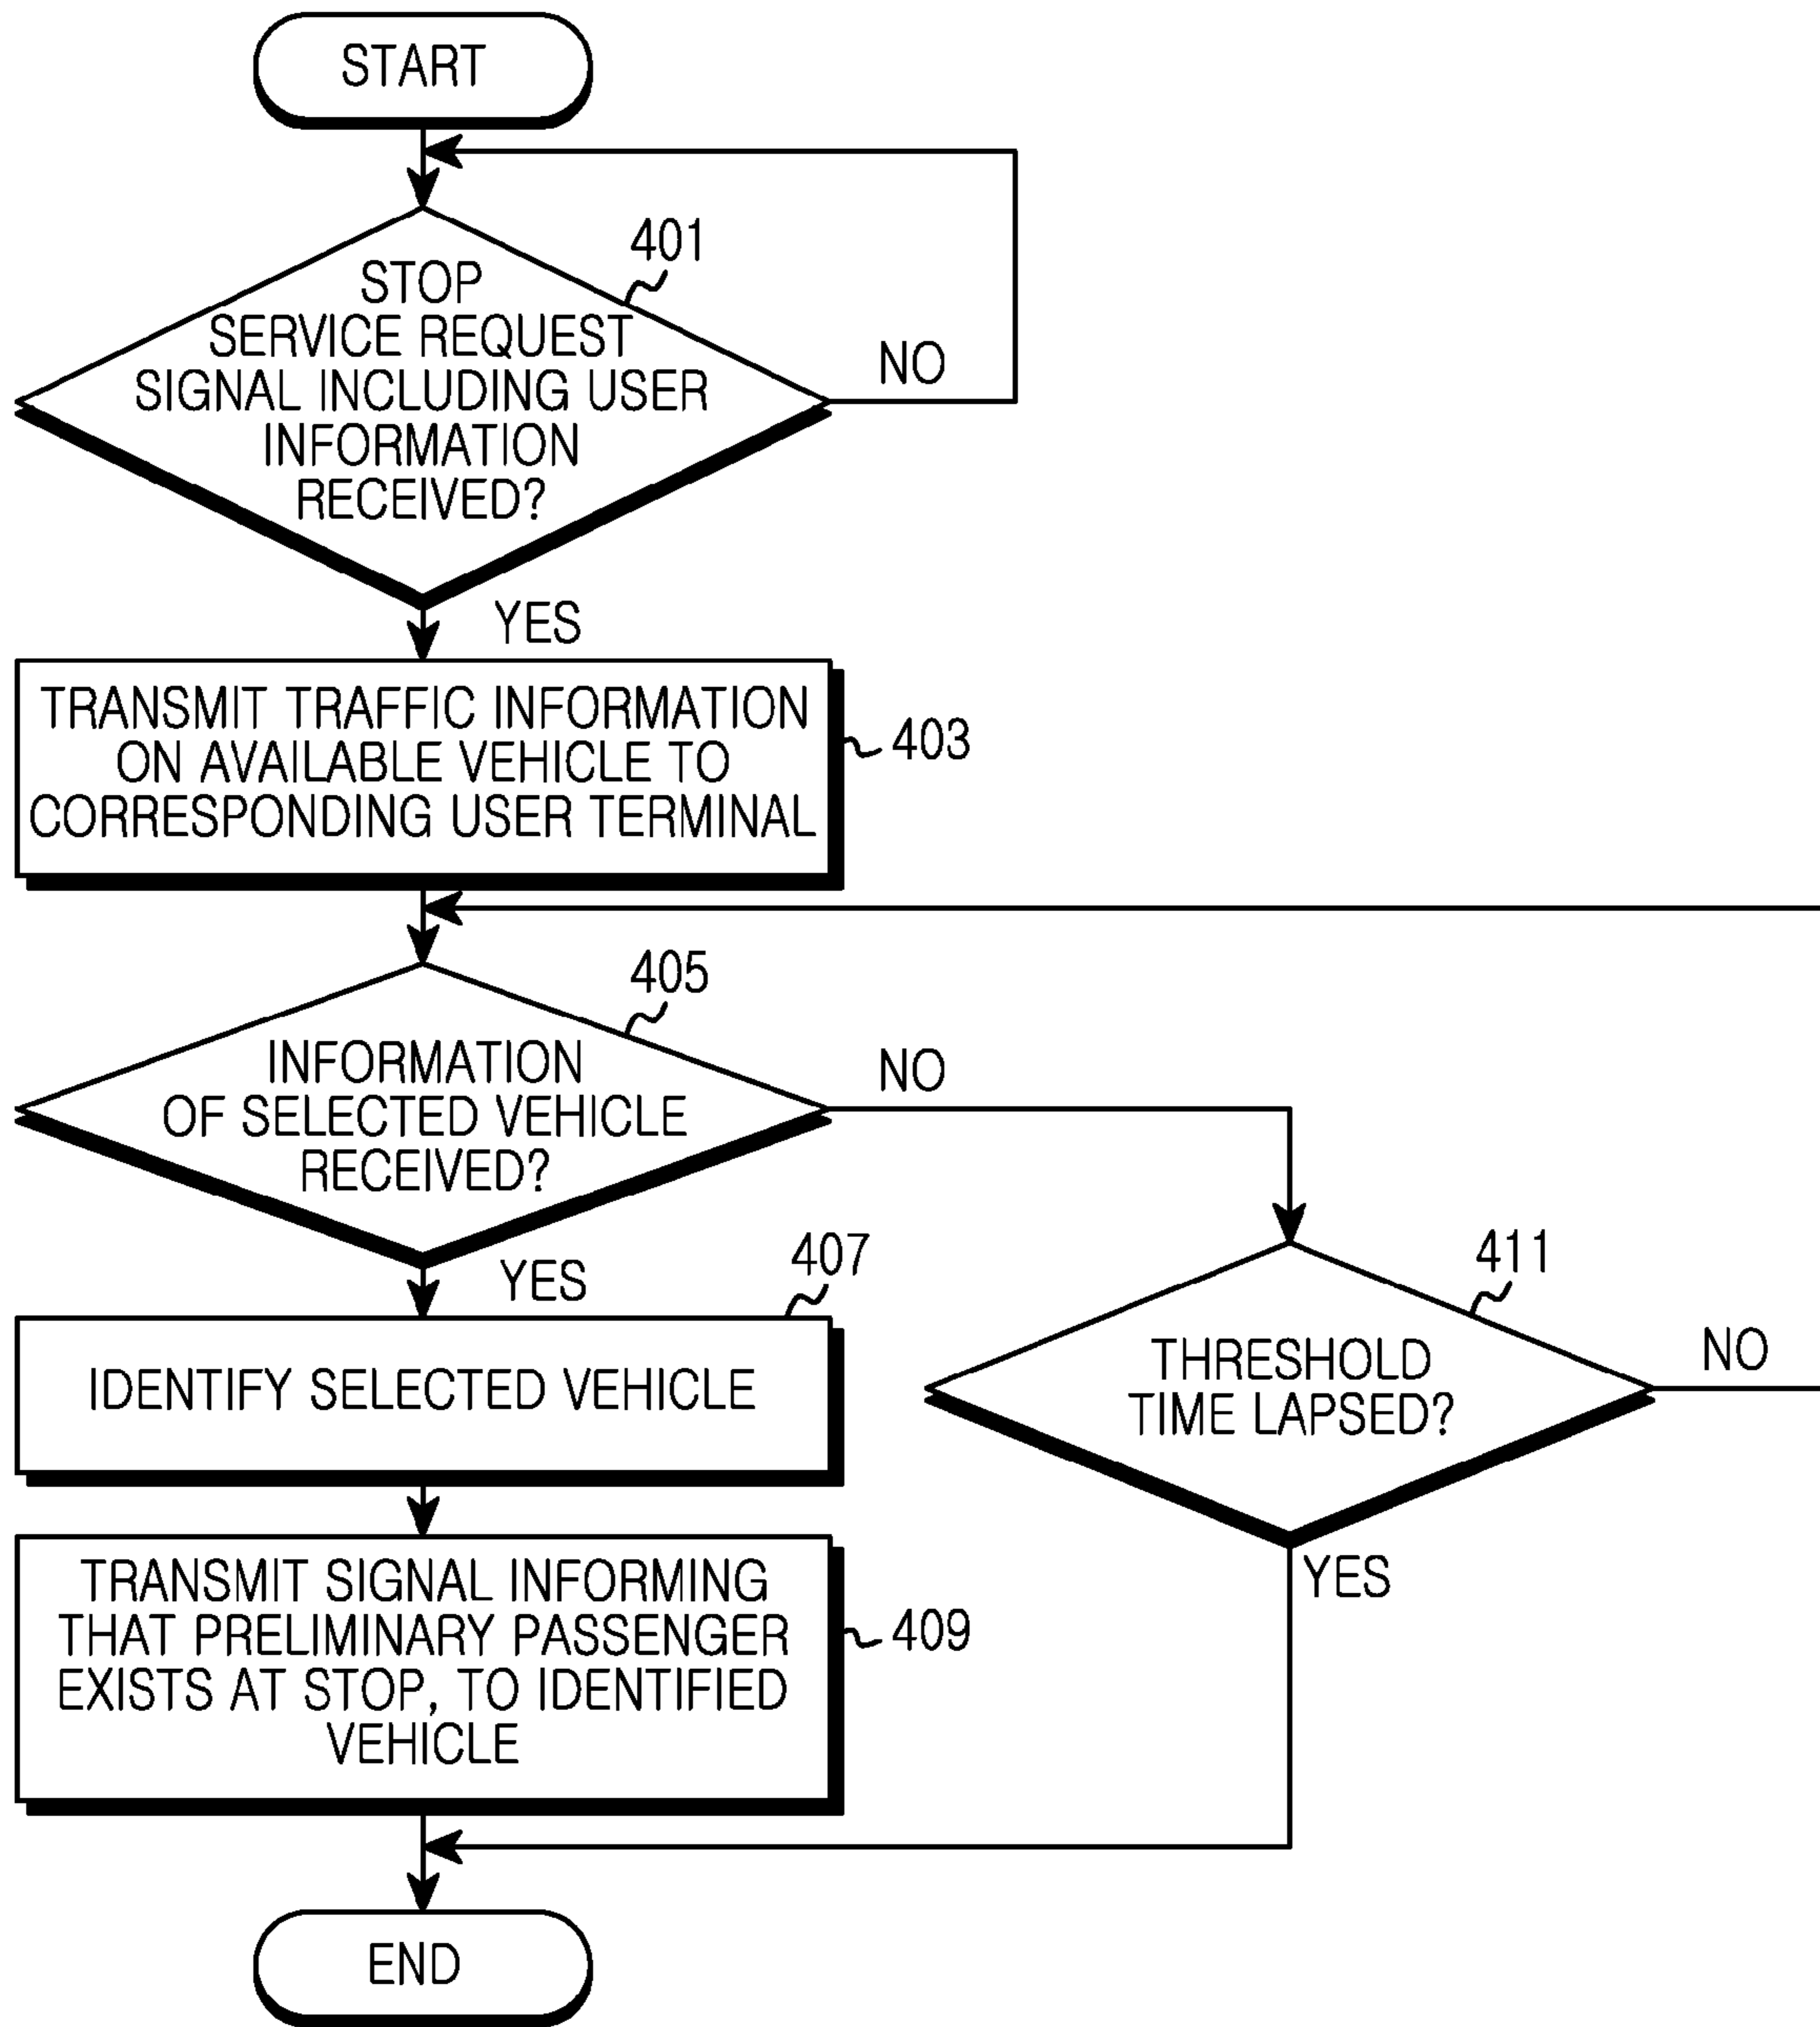 START
401
STOP
SERVICE REQUEST
SIGNAL INCLUDING USER
INFORMATION
RECEIVED?
NO
YES
TRANSMIT TRAFFIC INFORMATION
ON AVAILABLE VEHICLE TO
CORRESPONDING USER TERMINAL
403
405
INFORMATION
OF SELECTED VEHICLE
RECEIVED?
NO
YES
407
IDENTIFY SELECTED VEHICLE
411
THRESHOLD
TIME LAPSED?
NO
YES
TRANSMIT SIGNAL INFORMING
THAT PRELIMINARY PASSENGER
EXISTS AT STOP, TO IDENTIFIED
VEHICLE
409
END